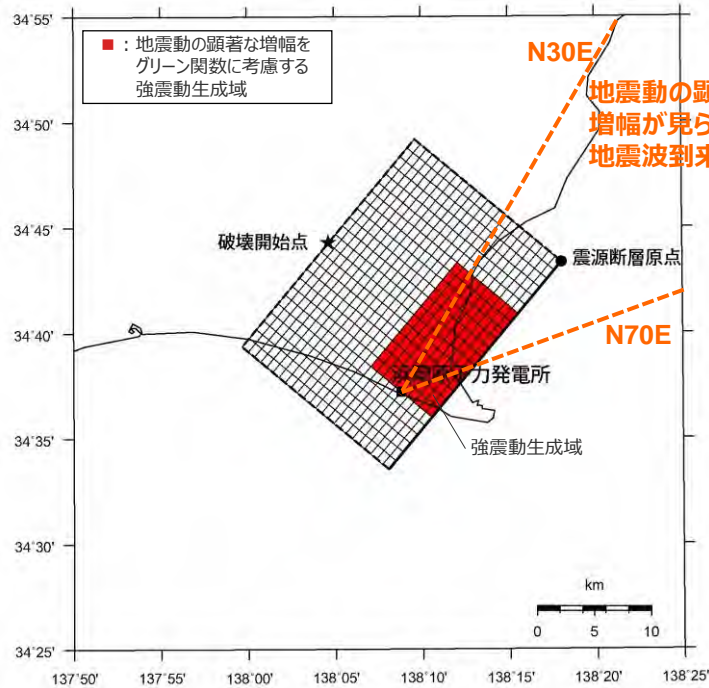 ■：地震動の顕著な増幅を
グリーン関数に考慮する
強震動生成域
N30E
地震動の顕
増幅が見ら
地震波到来
破壊開始点
震源断層原点
N70E
力発電所
強震動生成域
km
0 5 10
34°55'
34°50'
34°45'
34°40'
34°35'
34°30'
34°25'
137°50' 137°55' 138°00' 138°05' 138°10' 138°15' 138°20' 138°25'